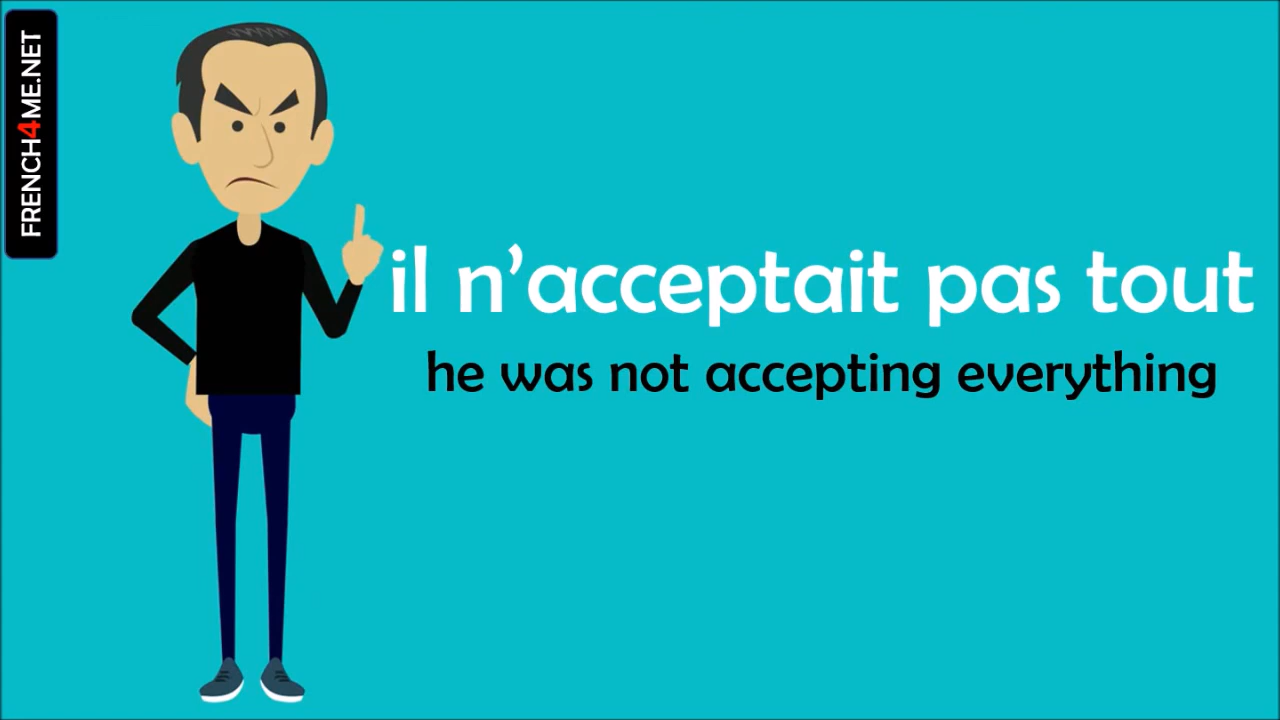 FRENCH4ME.NET
il n’acceptait pas tout
he was not accepting everything